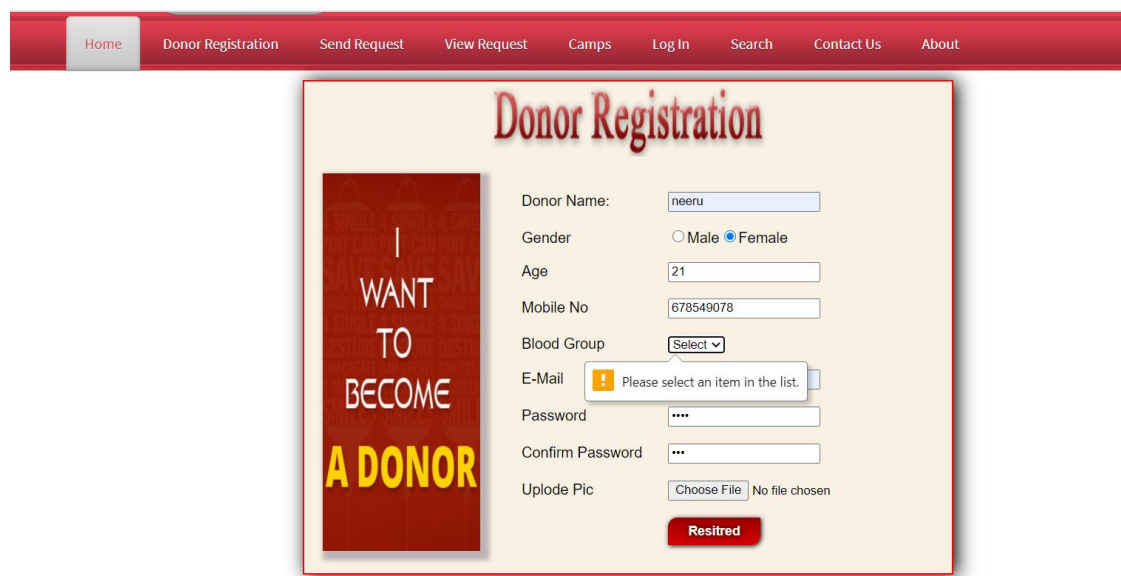 Home Donor Registration Send Request View Request Camps Log In Search Contact Us About
Donor Registration
I
WANT
TO
BECOME
A DONOR
Donor Name: neeru
Gender Male Female
Age 21
Mobile No 678549078
Blood Group Select
E-Mail
Please select an item in the list.
Password ••••
Confirm Password •••
Uplode Pic Choose File No file chosen
Resitred